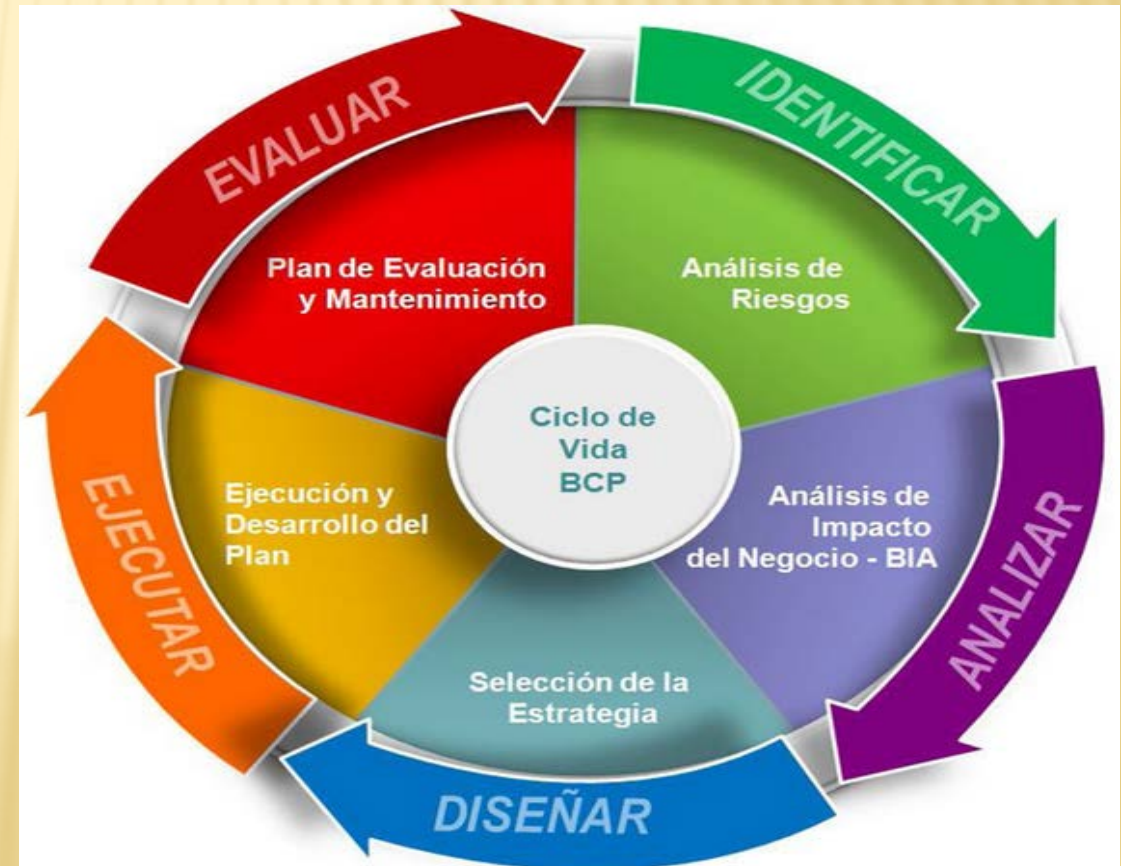 EVALUAR
IDENTIFICAR
Plan de Evaluación
y Mantenimiento
Análisis de
Riesgos
Ciclo de
Vida
BCP
Ejecución y
Desarrollo del
Plan
Análisis de
Impacto
del Negocio - BIA
EJECUTAR
ANALIZAR
Selección de la
Estrategia
DISEÑAR